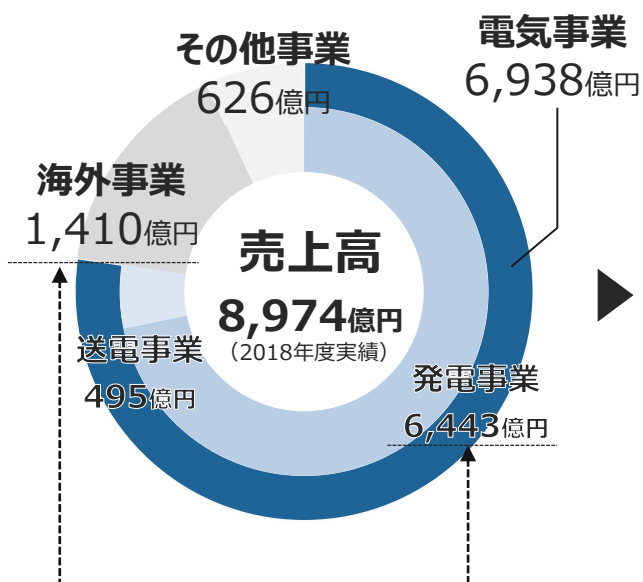 電気事業
6,938億円
その他事業
626億円
海外事業
1,410億円
売上高
8,974億円
（2018年度実績）
送電事業
495億円
発電事業
6,443億円